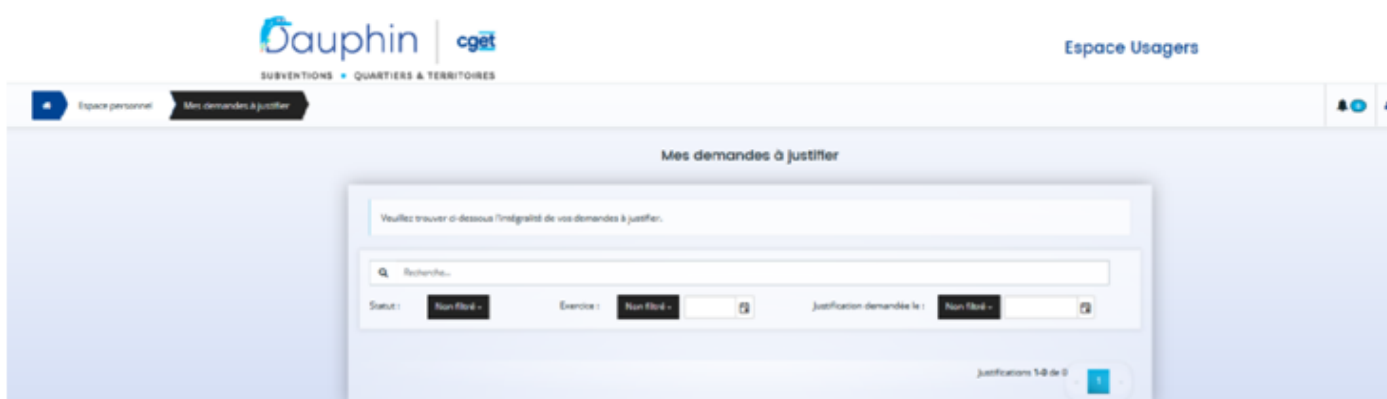 Dauphin cget
SUBVENTIONS • QUARTIERS & TERRITOIRES
Espace Usagers
Espace personnel Mes demandes à justifier
Mes demandes à justifier
Veuillez trouver ci-dessous l'intégralité de vos demandes à justifier.
Recherche...
Statut : Non filtré Exercice : Non filtré Justification demandée le : Non filtré
Justifications 1-0 de 0 1